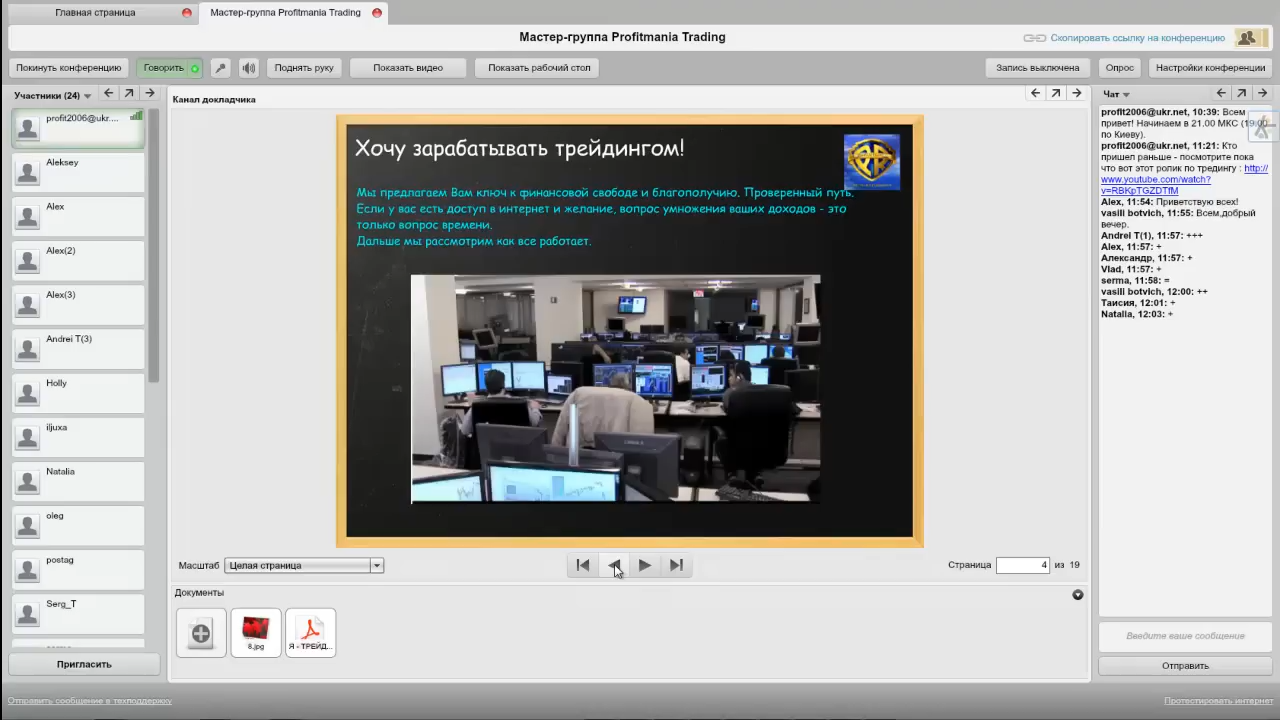 Главная страница
Мастер-группа Profitmania Trading
Мастер-группа Profitmania Trading
Скопировать ссылку на конференцию
Покинуть конференцию
Говорить
Поднять руку
Показать видео
Показать рабочий стол
Запись выключена
Опрос
Настройки конференции
Участники (24)
profit2006@ukr....
Aleksey
Alex
Alex(2)
Alex(3)
Andrei T(3)
Holly
iljuxa
Natalia
oleg
postag
Serg_T
Пригласить
Канал докладчика
Хочу зарабатывать трейдингом!
Мы предлагаем Вам ключ к финансовой свободе и благополучию. Проверенный путь.
Если у вас есть доступ в интернет и желание, вопрос умножения ваших доходов - это
только вопрос времени.
Дальше мы рассмотрим как все работает.
Масштаб
Целая страница
Страница
4
из 19
Документы
8.jpg
Я - ТРЕЙД...
Чат
profit2006@ukr.net, 10:39: Всем
привет! Начинаем в 21.00 МКС (19:00
по Киеву).
profit2006@ukr.net, 11:21: Кто
пришел раньше - посмотрите пока
что вот этот ролик по тредингу : http://
www.youtube.com/watch?
v=RBKpTGZDTfM
Alex, 11:54: Приветствую всех!
vasili botvich, 11:55: Всем,добрый
вечер.
Andrei T(1), 11:57: +++
Alex, 11:57: +
Александр, 11:57: +
Vlad, 11:57: +
serma, 11:58: =
vasili botvich, 12:00: ++
Таисия, 12:01: +
Natalia, 12:03: +
Введите ваше сообщение
Отправить
Отправить сообщение в техподдержку
Протестировать интернет